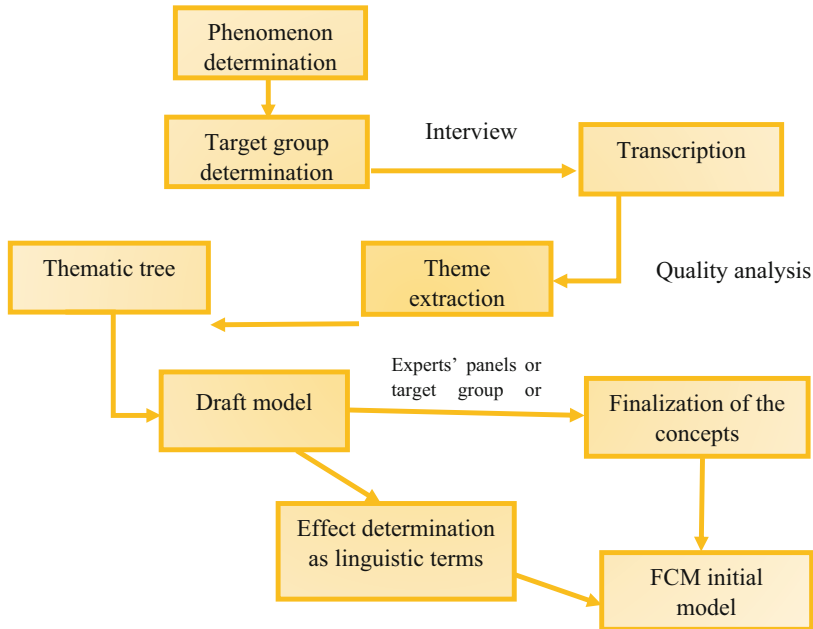 Phenomenon
determination
Target group
determination
Interview
Transcription
Thematic tree
Theme
extraction
Quality analysis
Draft model
Experts’ panels or
target group or
Finalization of the
concepts
Effect determination
as linguistic terms
FCM initial
model